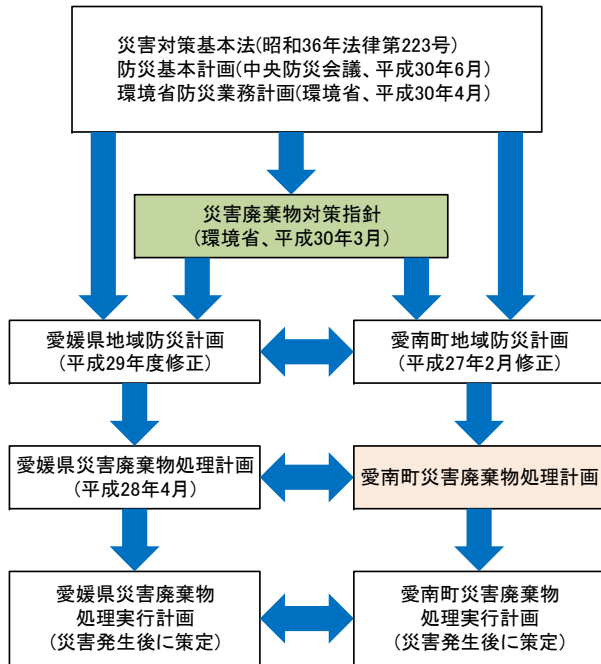 災害対策基本法(昭和36年法律第223号)
防災基本計画(中央防災会議、平成30年6月)
環境省防災業務計画(環境省、平成30年4月)
災害廃棄物対策指針
(環境省、平成30年3月)
愛媛県地域防災計画
(平成29年度修正)
愛南町地域防災計画
(平成27年2月修正)
愛媛県災害廃棄物処理計画
(平成28年4月)
愛南町災害廃棄物処理計画
愛媛県災害廃棄物
処理実行計画
(災害発生後に策定)
愛南町災害廃棄物
処理実行計画
(災害発生後に策定)